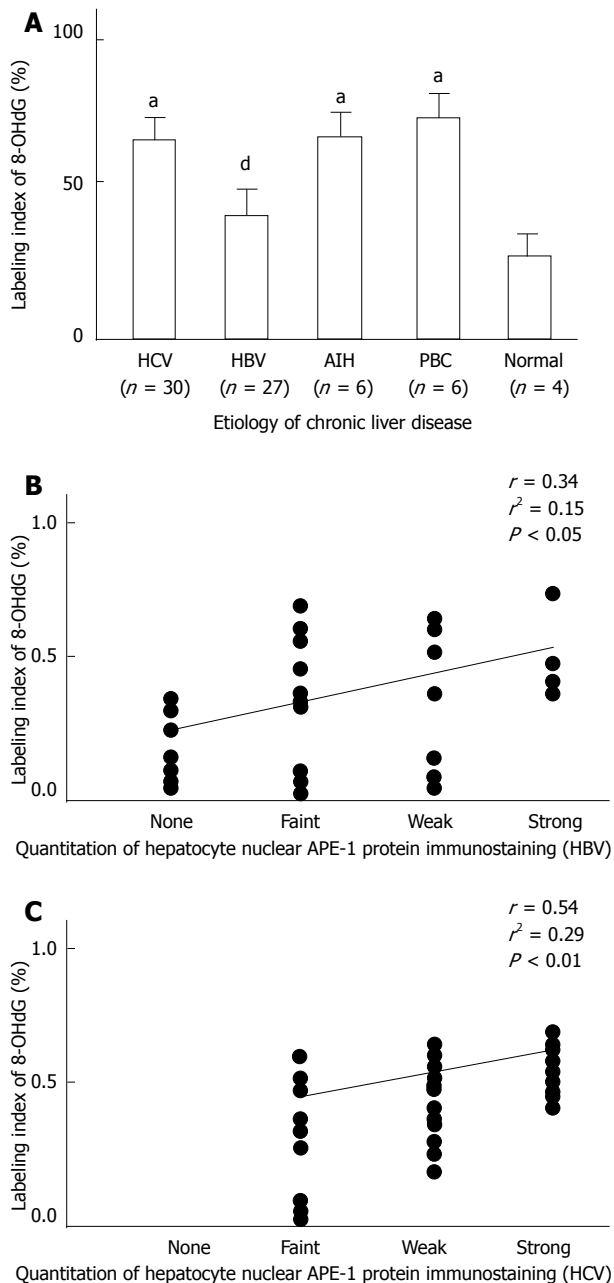 A
Labeling index of 8-OHdG (%)
100
50
0
a
d
a
a
HCV
HBV
AIH
PBC
Normal
(n = 30)
(n = 27)
(n = 6)
(n = 6)
(n = 4)
Etiology of chronic liver disease
B
Labeling index of 8-OHdG (%)
1.0
0.5
0.0
r = 0.34
r² = 0.15
P < 0.05
None
Faint
Weak
Strong
Quantitation of hepatocyte nuclear APE-1 protein immunostaining (HBV)
C
Labeling index of 8-OHdG (%)
1.0
0.5
0.0
r = 0.54
r² = 0.29
P < 0.01
None
Faint
Weak
Strong
Quantitation of hepatocyte nuclear APE-1 protein immunostaining (HCV)